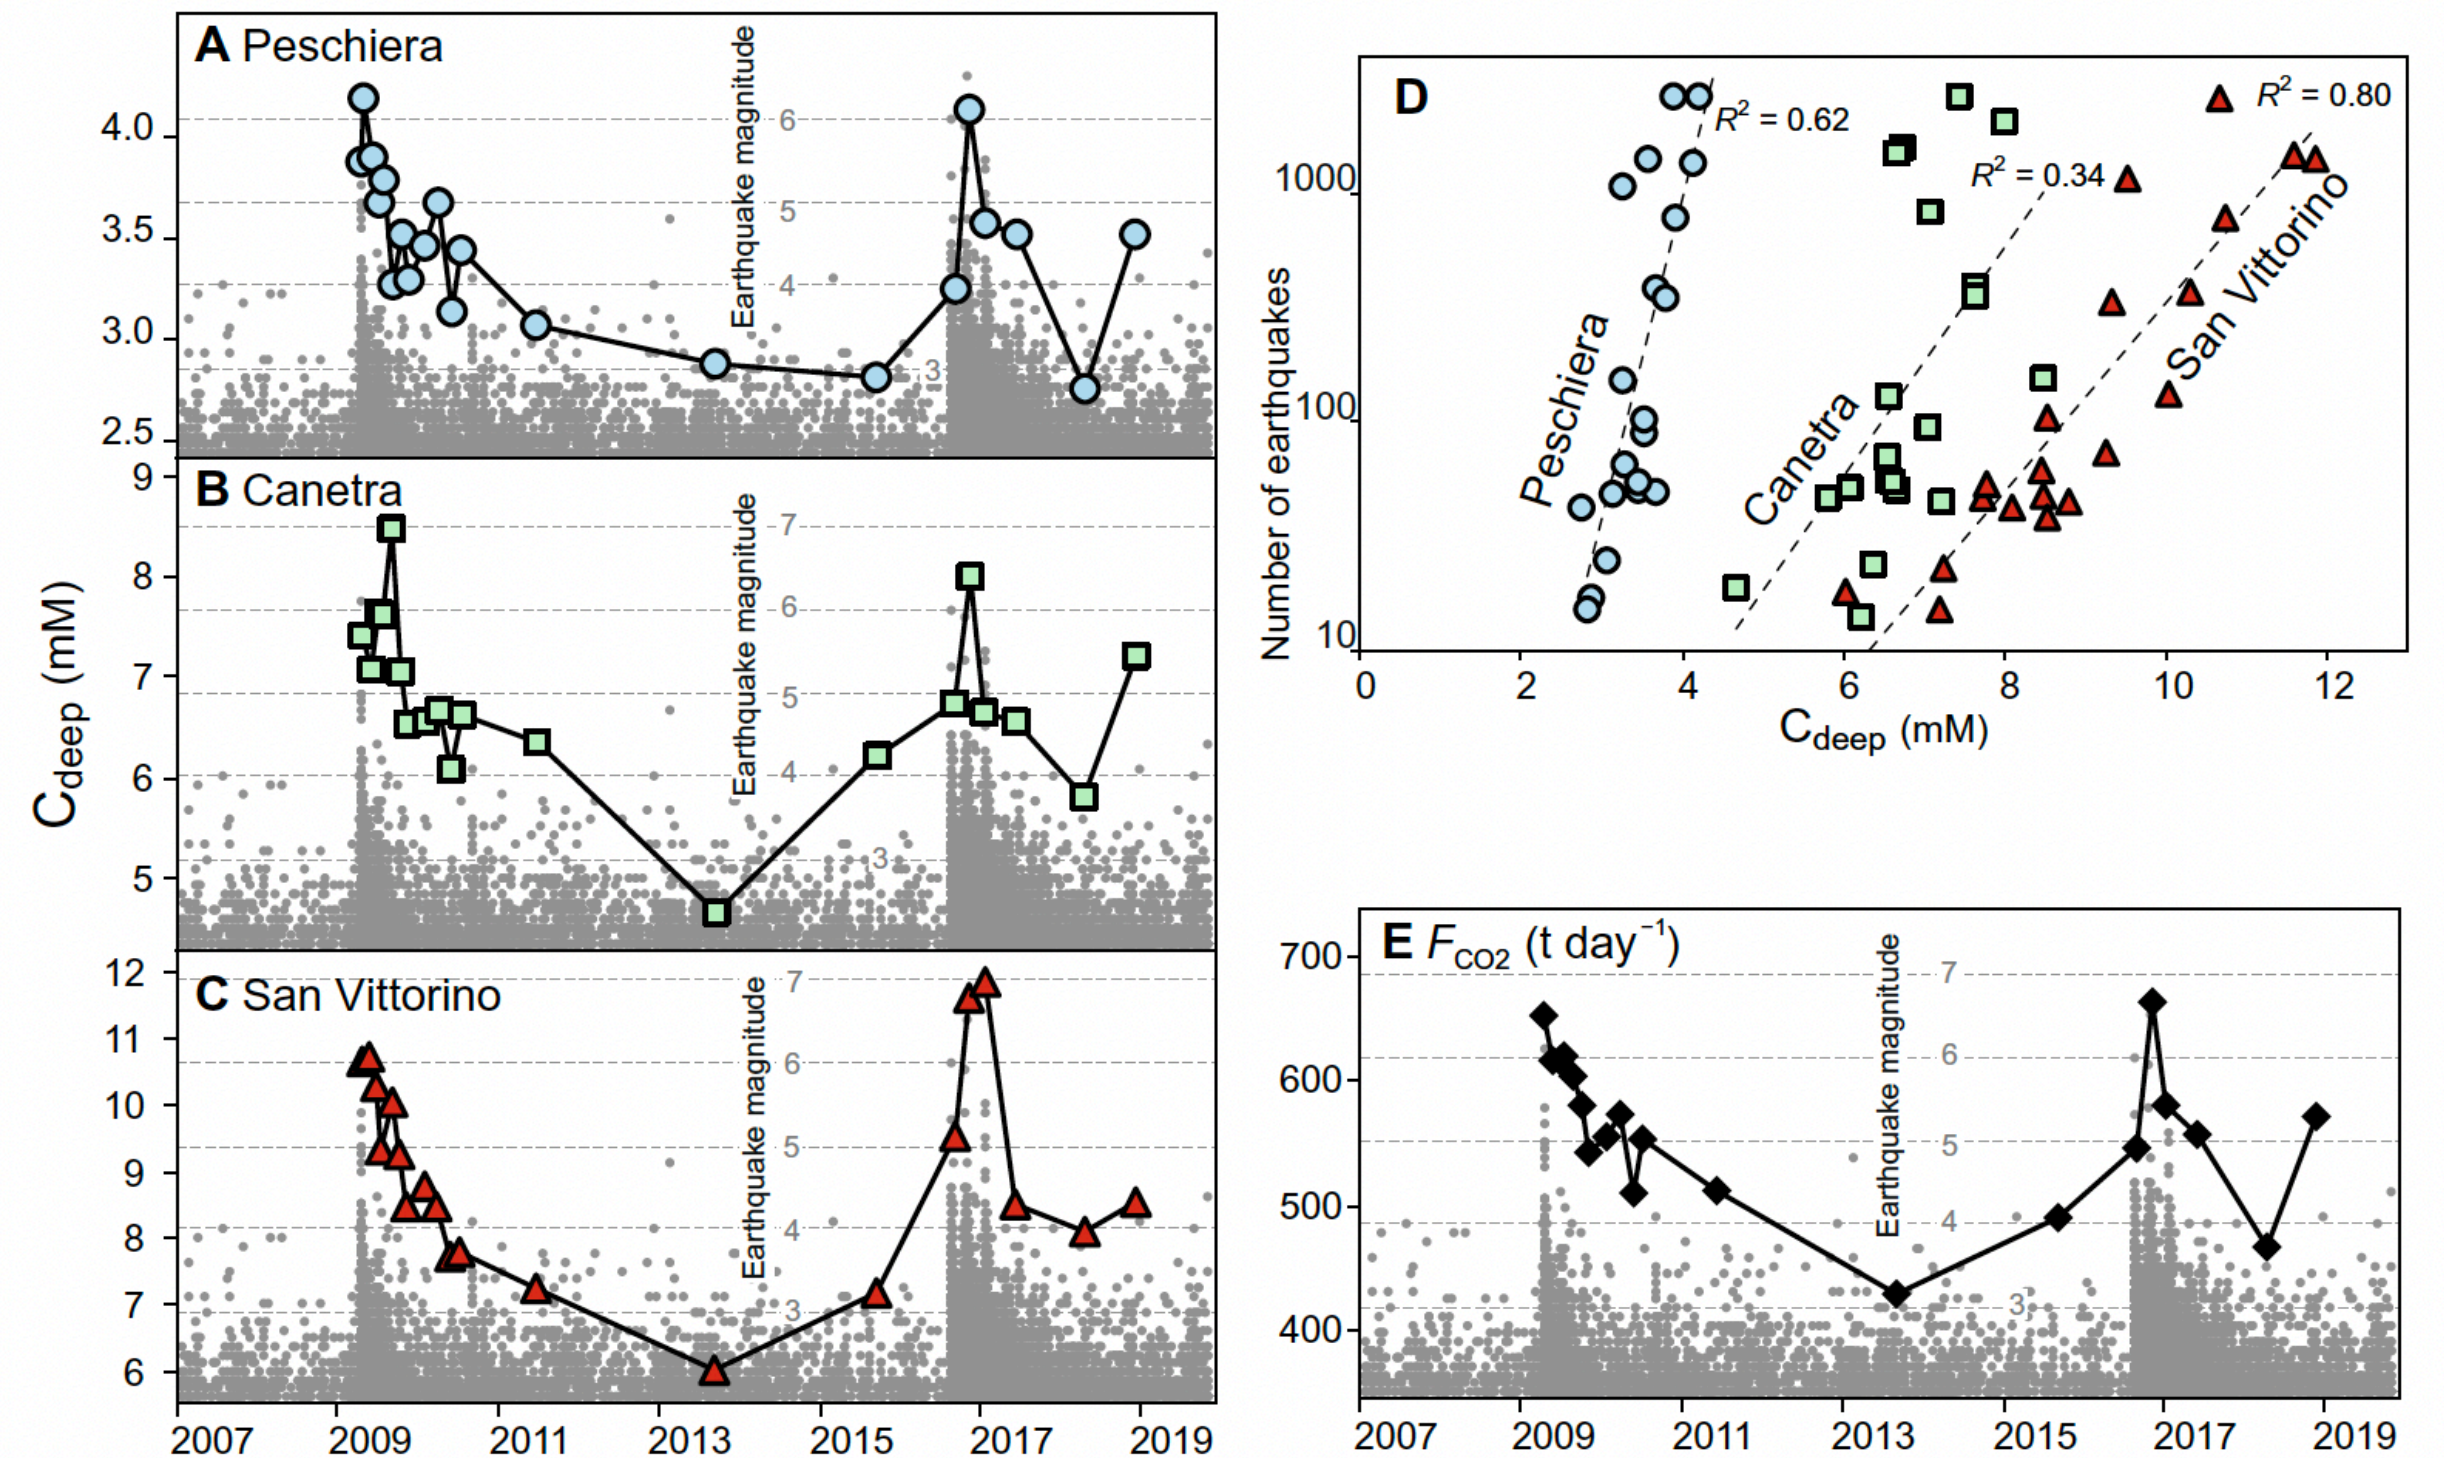 A Peschiera
Earthquake magnitude
6
5
4
3
4.0
3.5
3.0
2.5
B Canetra
Earthquake magnitude
7
6
5
4
3
9
8
7
6
5
C San Vittorino
Earthquake magnitude
7
6
5
4
3
12
11
10
9
8
7
6
Cdeep (mM)
2007 2009 2011 2013 2015 2017 2019
D
R² = 0.62
R² = 0.34
R² = 0.80
Peschiera
Canetra
San Vittorino
Number of earthquakes
1000
100
10
0 2 4 6 8 10 12
Cdeep (mM)
E FCO2 (t day⁻¹)
Earthquake magnitude
7
6
5
4
3
700
600
500
400
2007 2009 2011 2013 2015 2017 2019